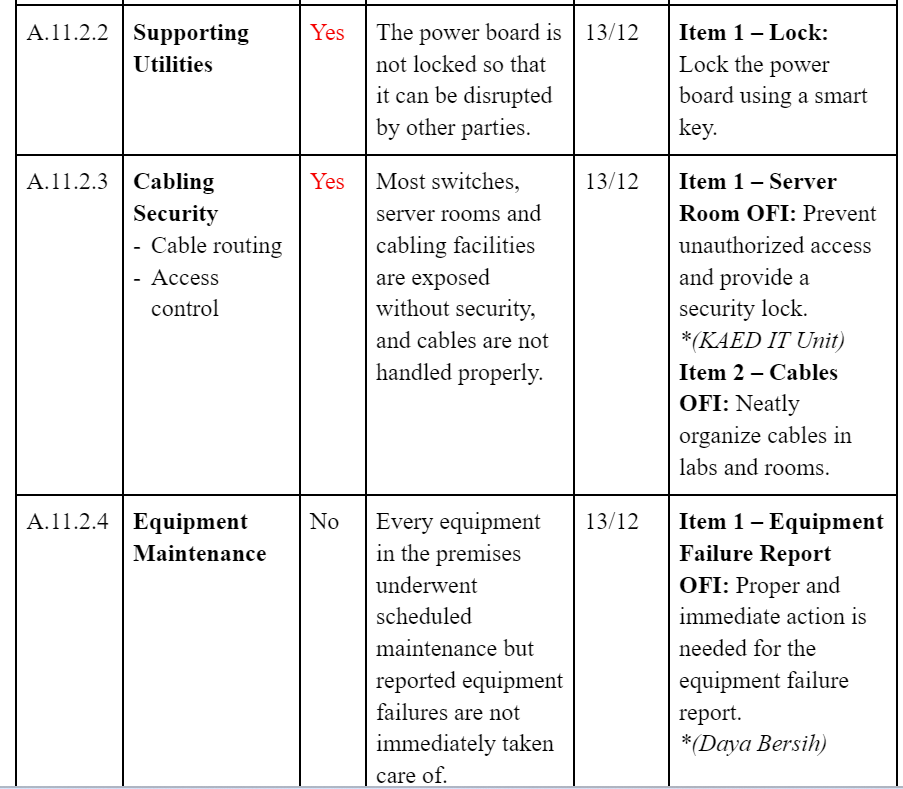 A.11.2.2
Supporting
Utilities
Yes
The power board is
not locked so that
it can be disrupted
by other parties.
13/12
Item 1 – Lock:
Lock the power
board using a smart
key.
A.11.2.3
Cabling
Security
- Cable routing
- Access
control
Yes
Most switches,
server rooms and
cabling facilities
are exposed
without security,
and cables are not
handled properly.
13/12
Item 1 – Server
Room OFI: Prevent
unauthorized access
and provide a
security lock.
*(KAED IT Unit)
Item 2 – Cables
OFI: Neatly
organize cables in
labs and rooms.
A.11.2.4
Equipment
Maintenance
No
Every equipment
in the premises
underwent
scheduled
maintenance but
reported equipment
failures are not
immediately taken
care of.
13/12
Item 1 – Equipment
Failure Report
OFI: Proper and
immediate action is
needed for the
equipment failure
report.
*(Daya Bersih)